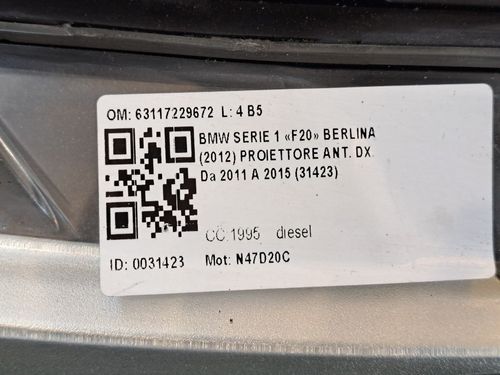 OM: 63117229672 L: 4 B5
BMW SERIE 1 «F20» BERLINA
(2012) PROIETTORE ANT. DX.
Da 2011 A 2015 (31423)
CC:1995 diesel
ID: 0031423 Mot: N47D20C